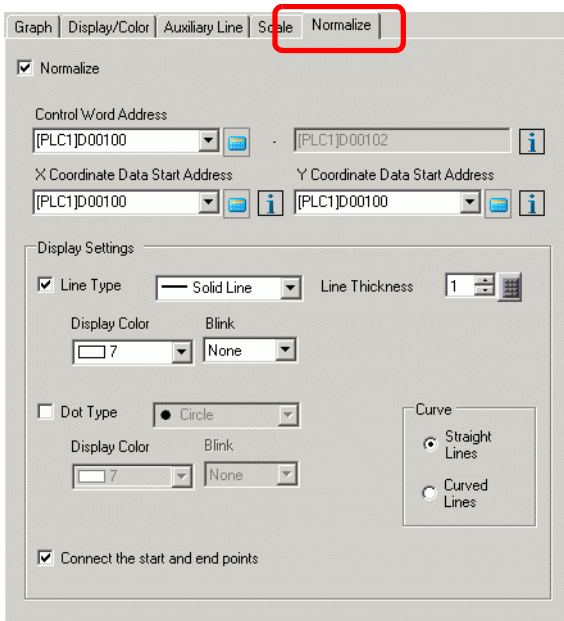 Graph Display/Color Auxiliary Line Scale Normalize
Normalize
Control Word Address
[PLC1]D00100 - [PLC1]D00102
X Coordinate Data Start Address Y Coordinate Data Start Address
[PLC1]D00100 [PLC1]D00100
Display Settings
Line Type Solid Line Line Thickness 1
Display Color Blink
7 None
Dot Type Circle
Display Color Blink
7 None
Curve
Straight
Lines
Curved
Lines
Connect the start and end points